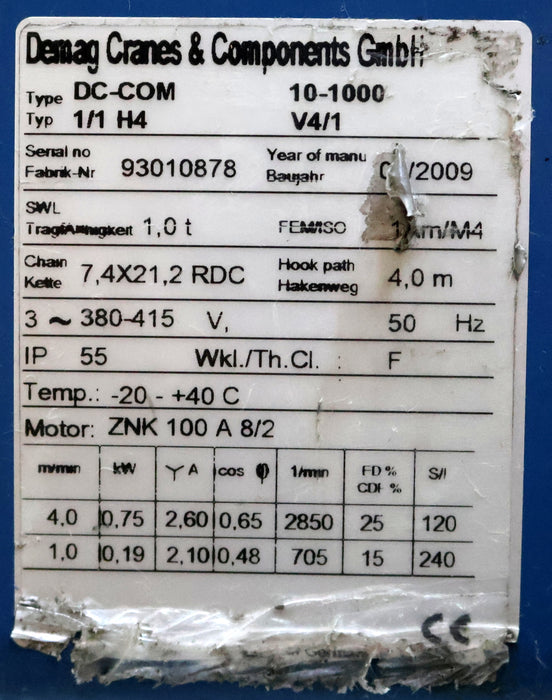 Demag Cranes & Components GmbH
Type DC-COM 10-1000
Typ 1/1 H4 V4/1
Serial no Year of manu
Fabrik-Nr 93010878 Baujahr /2009
SWL
Tragfähigkeit 1,0 t FEM/ISO m/M4
Chain Hook path
Kette 7,4X21,2 RDC Hakenweg 4,0 m
3 ~ 380-415 V, 50 Hz
IP 55 Wkl./Th.Cl. : F
Temp.: -20 - +40 C
Motor: ZNK 100 A 8/2
m/min kW Y A cos φ 1/min ED % S/I
CDF %
4,0 0,75 2,60 0,65 2850 25 120
1,0 0,19 2,10 0,48 705 15 240
CE
Germany